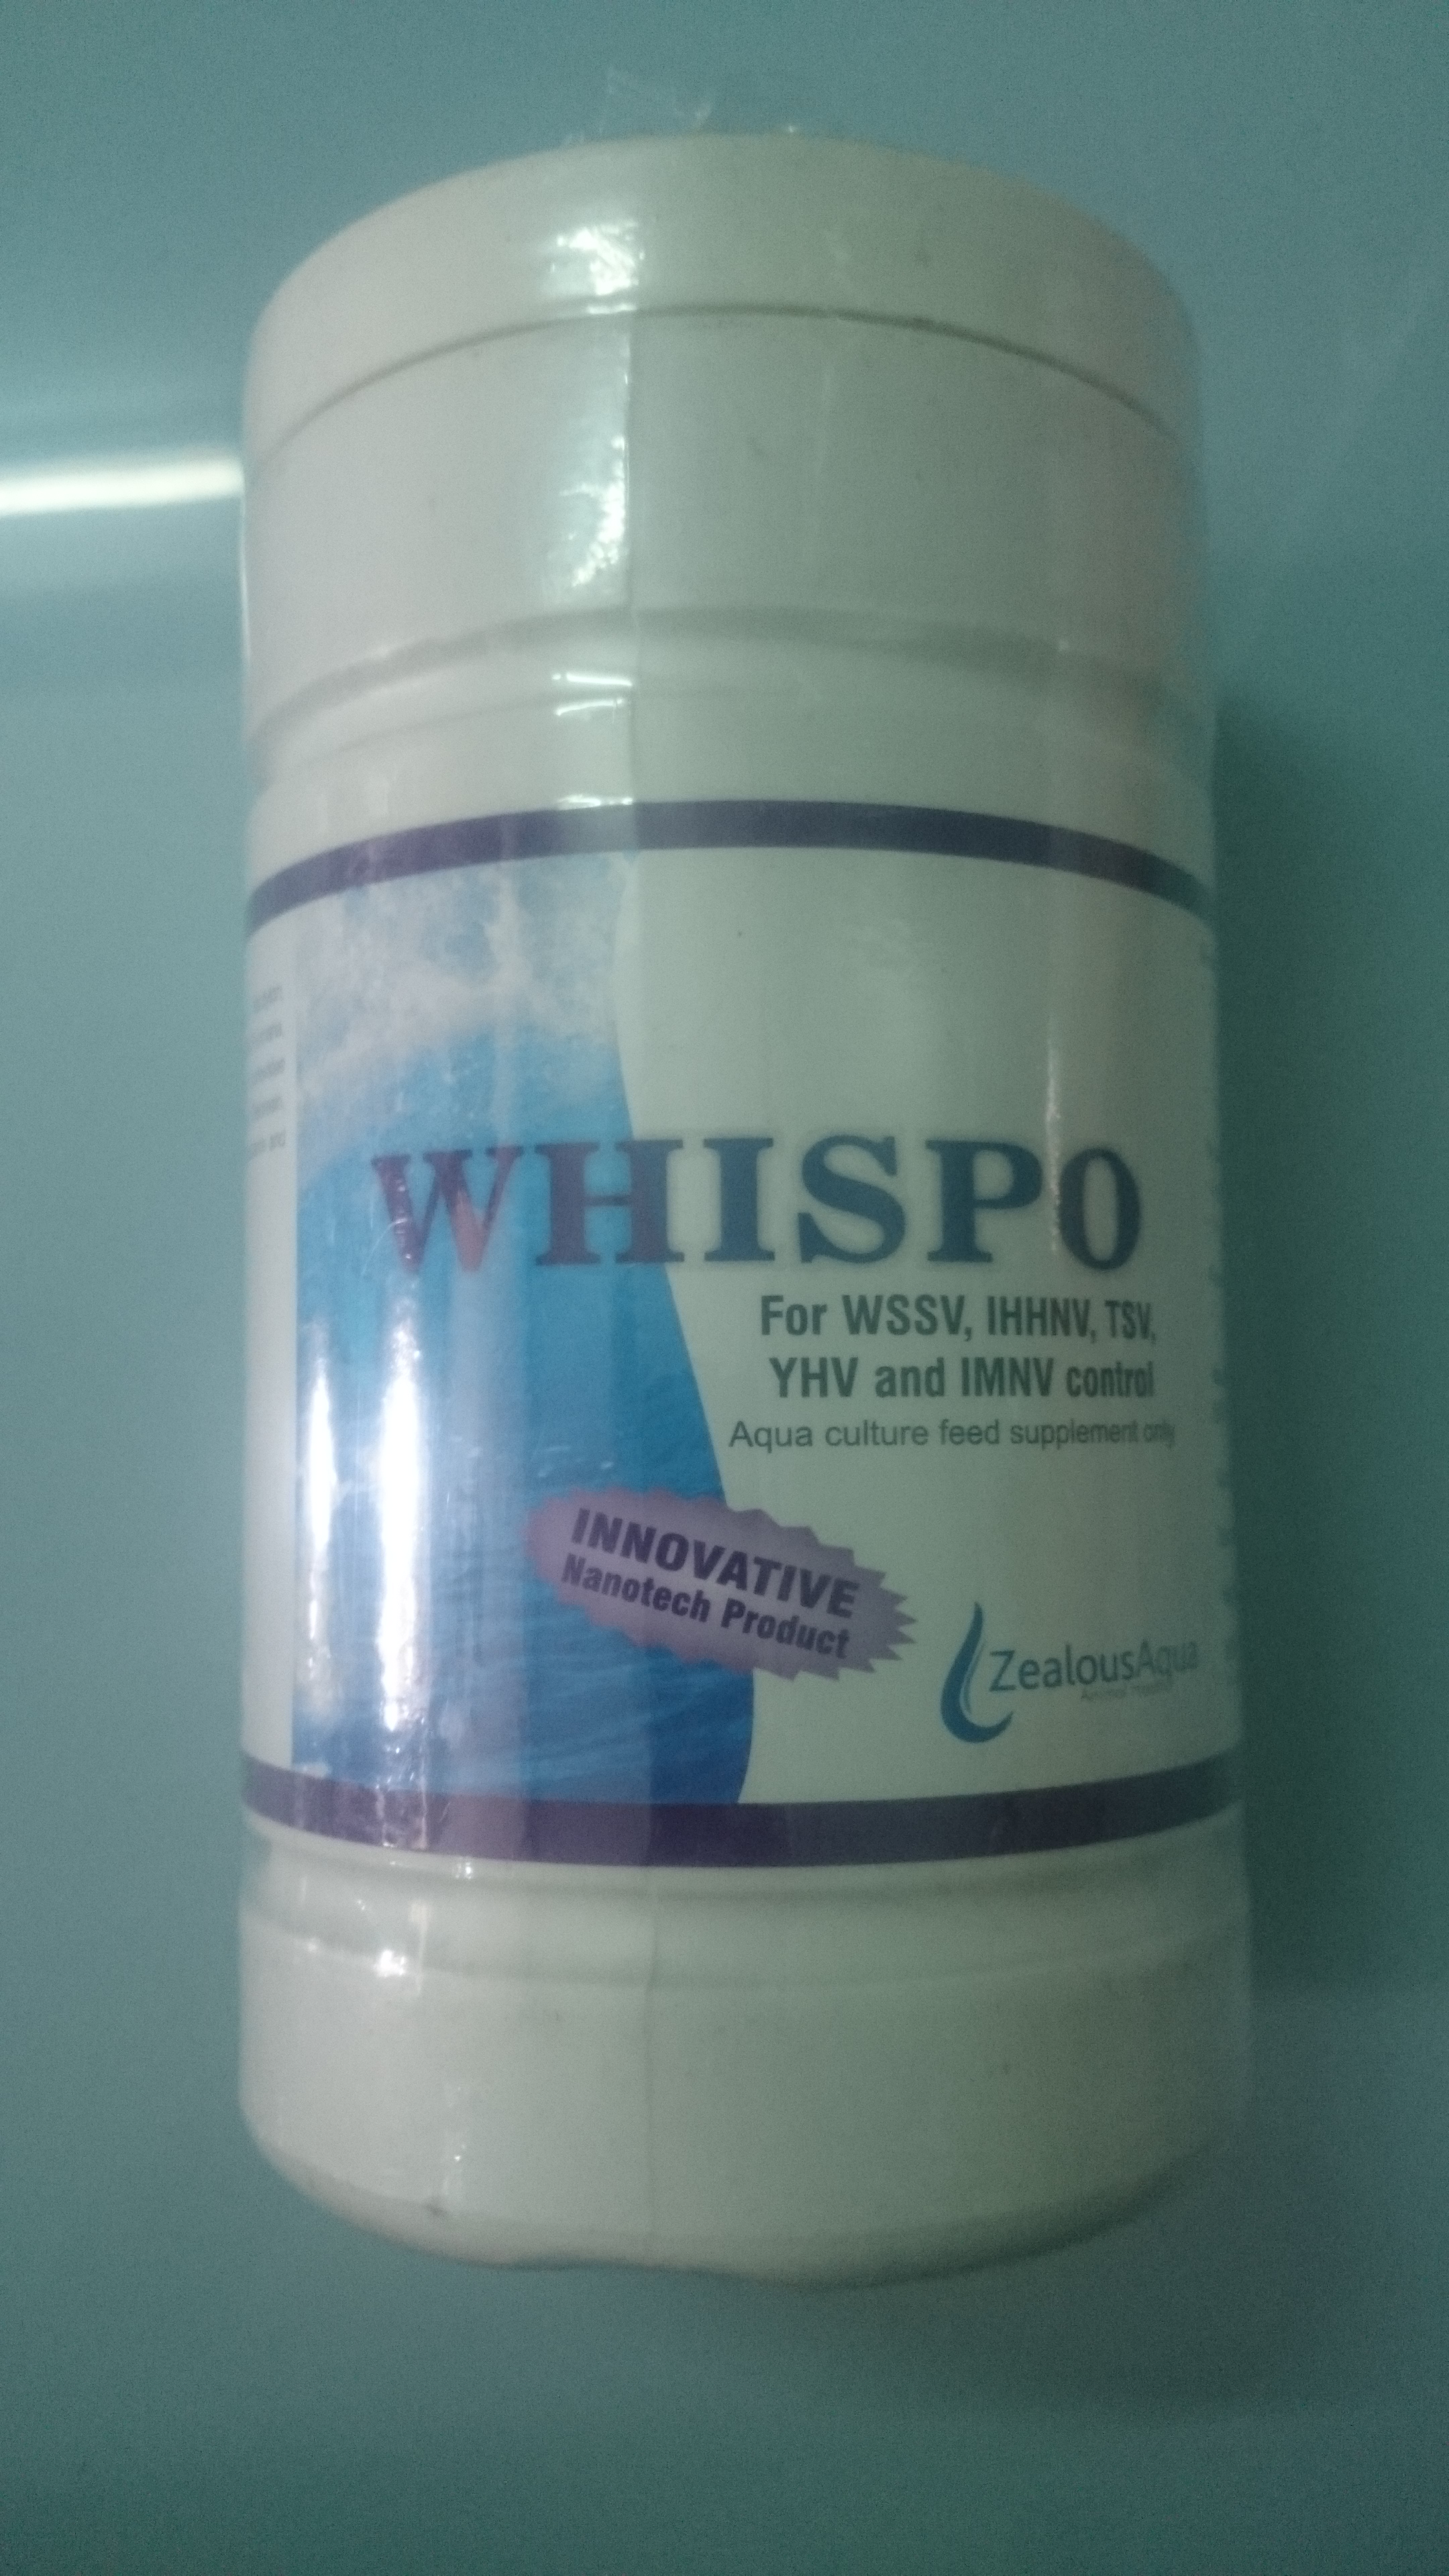 WHISPO
For WSSV, IHHNV, TSV,
YHV and IMNV control
Aqua culture feed supplement only
INNOVATIVE
Nanotech Product
ZealousAqua